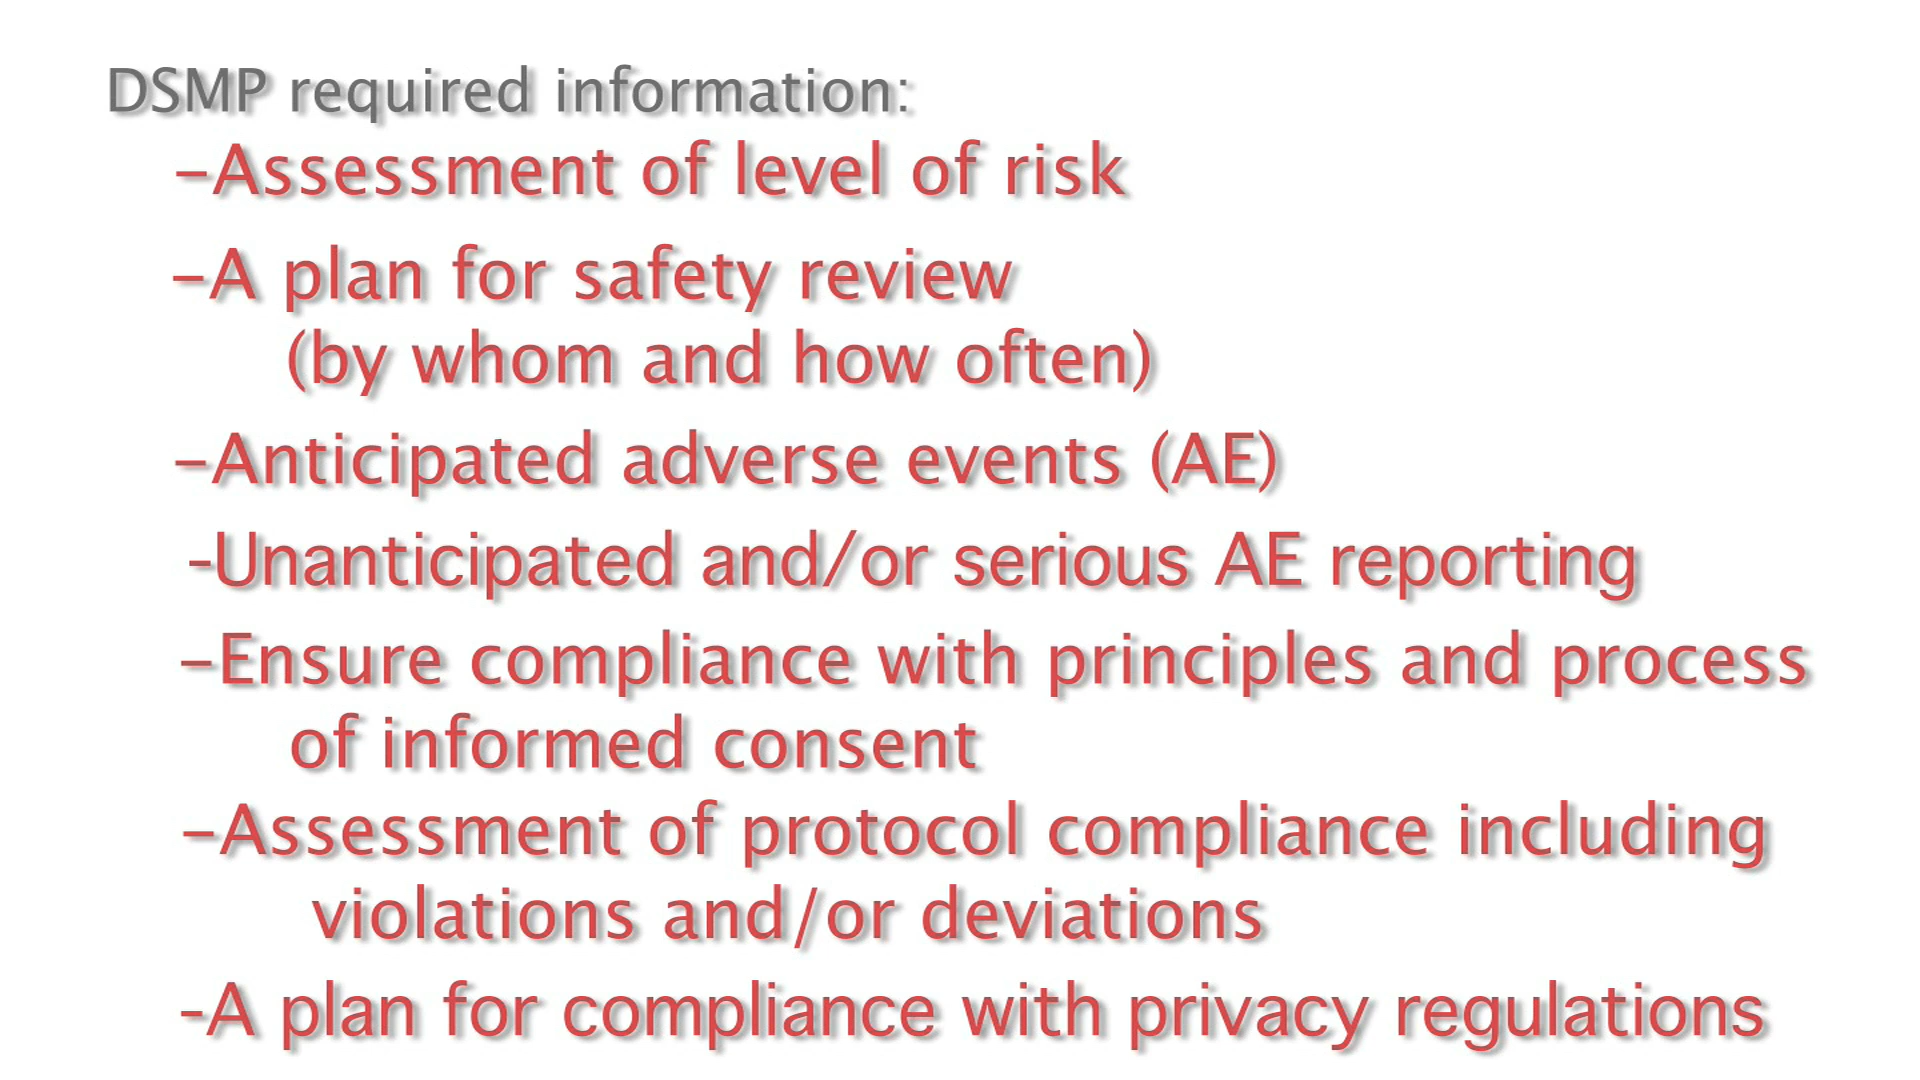 DSMP required information:
–Assessment of level of risk
–A plan for safety review
(by whom and how often)
–Anticipated adverse events (AE)
-Unanticipated and/or serious AE reporting
–Ensure compliance with principles and process
of informed consent
–Assessment of protocol compliance including
violations and/or deviations
-A plan for compliance with privacy regulations